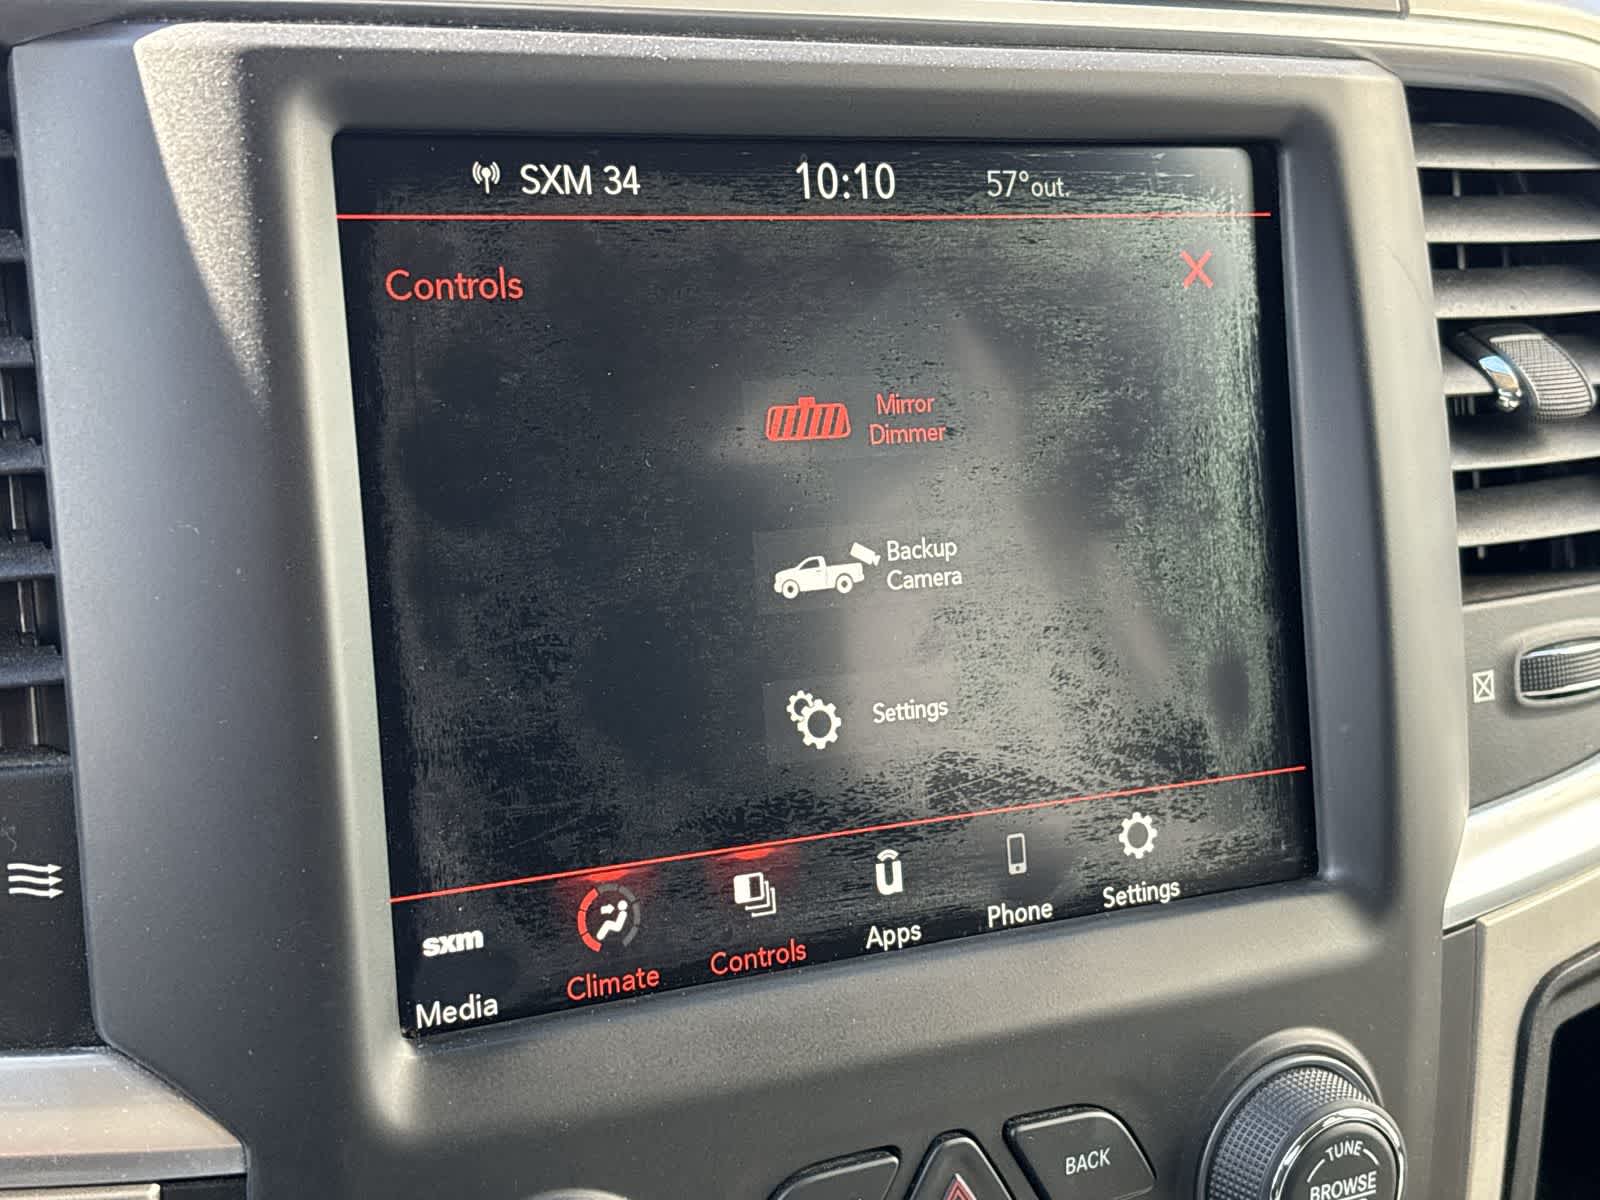 SXM 34 10:10 57°out.
Controls X
Mirror
Dimmer
Backup
Camera
Settings
sxm
Media
Climate
Controls
Apps
Phone
Settings
BACK
TUNE
BROWSE